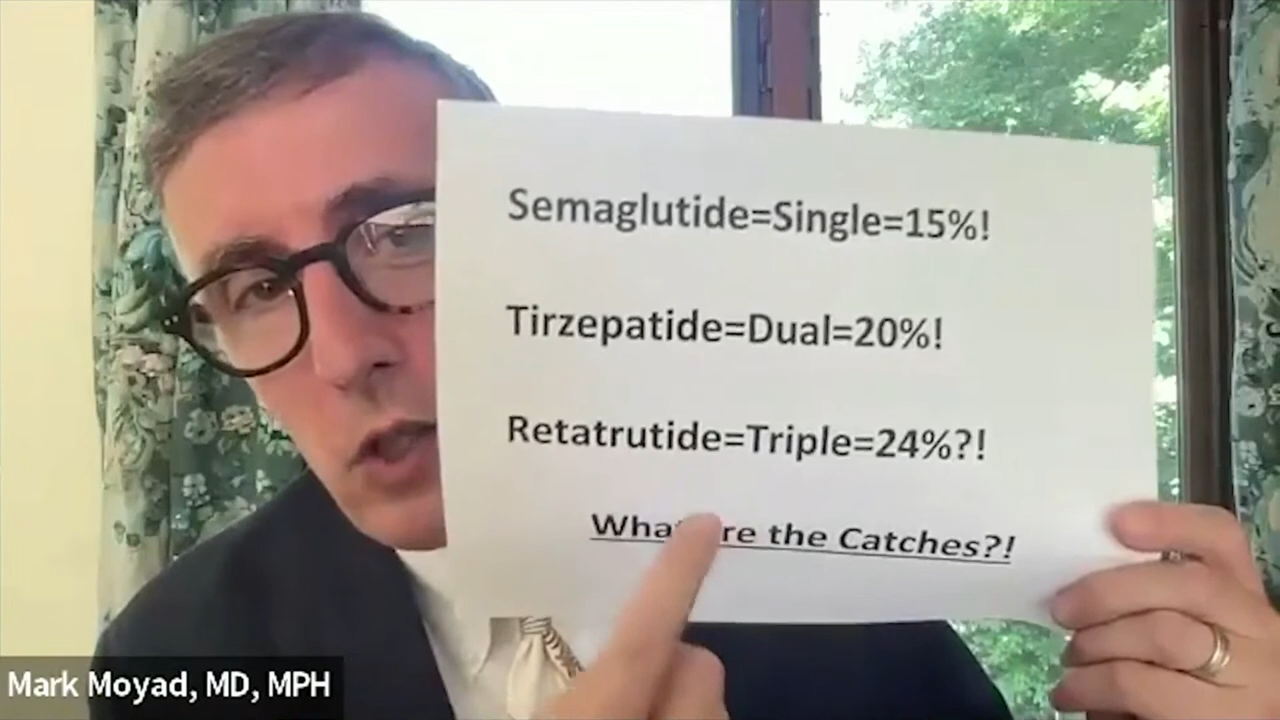 Semaglutide=Single=15%!
Tirzepatide=Dual=20%!
Retatrutide=Triple=24%?!
the Catches?!
Mark Moyad, MD, MPH